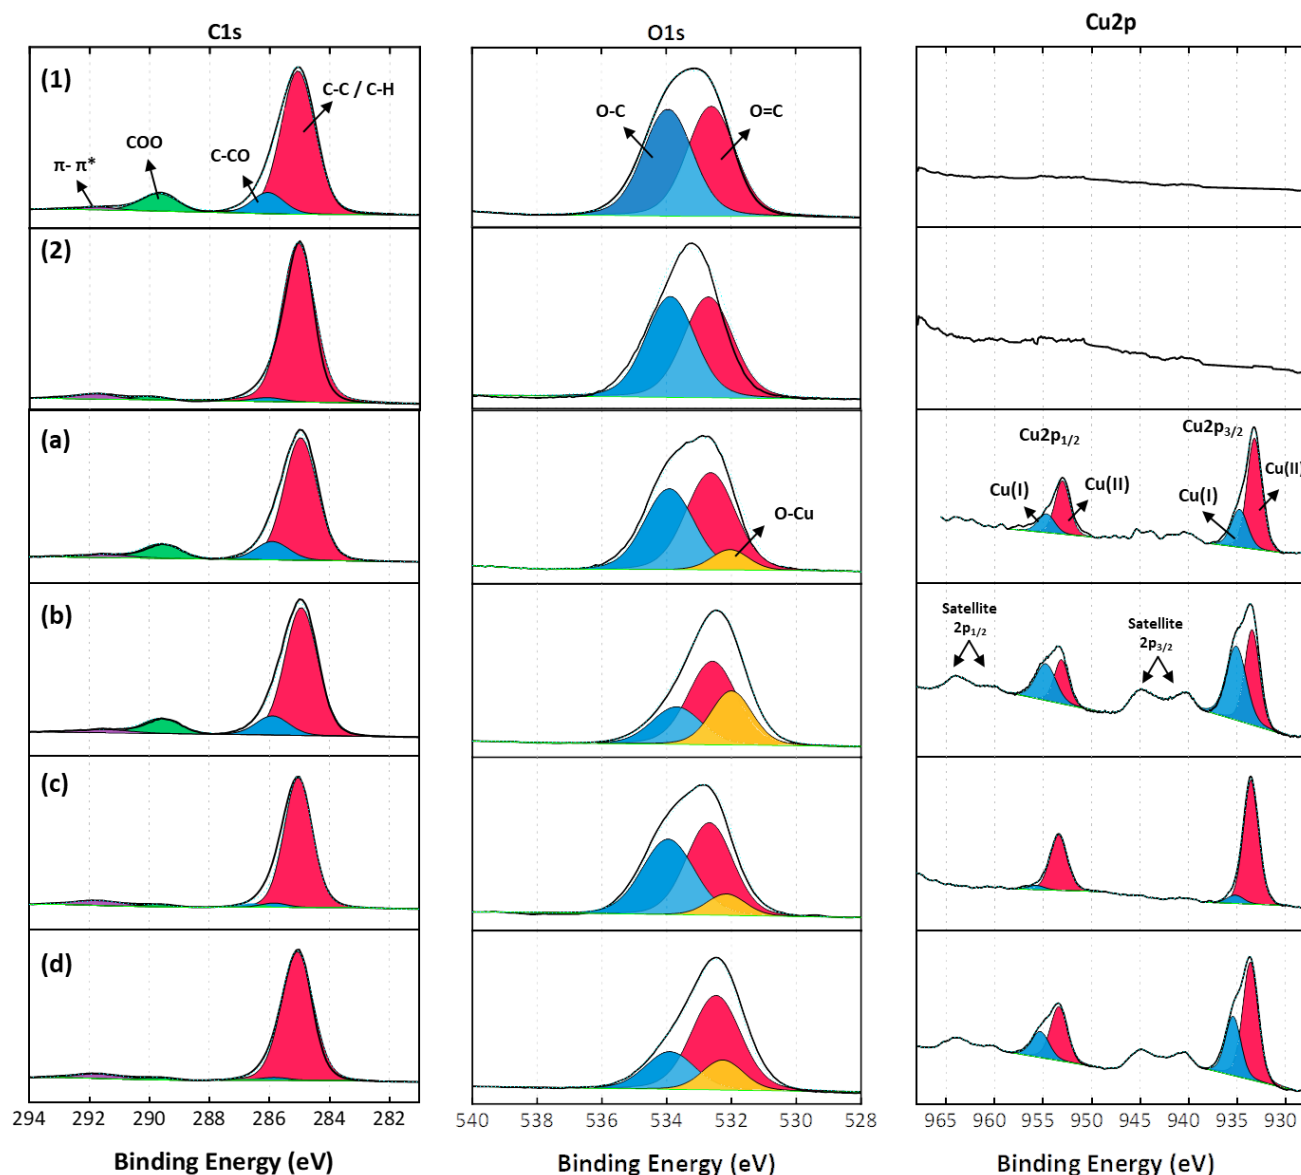 C1s
O1s
Cu2p
(1)
C-C / C-H
COO
C-CO
π- π*
O-C
O=C
(2)
(a)
O-Cu
Cu2p1/2
Cu2p3/2
Cu(I)
Cu(II)
Cu(I)
Cu(II)
(b)
Satellite
2p1/2
Satellite
2p3/2
(c)
(d)
294 292 290 288 286 284 282
540 538 536 534 532 530 528
965 960 955 950 945 940 935 930
Binding Energy (eV)
Binding Energy (eV)
Binding Energy (eV)